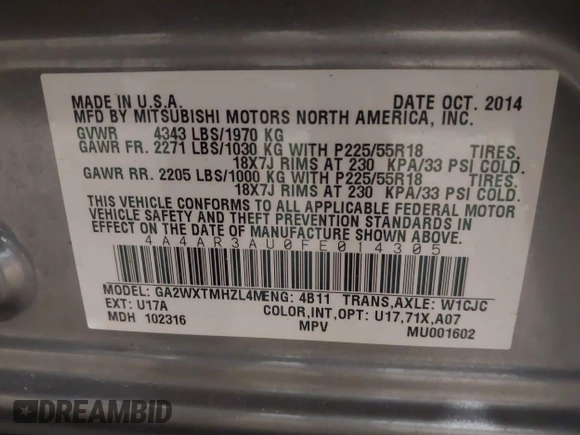 MADE IN U.S.A. DATE OCT. 2014
MFD BY MITSUBISHI MOTORS NORTH AMERICA, INC.
GVWR 4343 LBS/1970 KG
GAWR FR. 2271 LBS/1030 KG WITH P225/55R18 TIRES.
18X7J RIMS AT 230 KPA/33 PSI COLD.
GAWR RR. 2205 LBS/1000 KG WITH P225/55R18 TIRES.
18X7J RIMS AT 230 KPA/33 PSI COLD.
THIS VEHICLE CONFORMS TO ALL APPLICABLE FEDERAL MOTOR
VEHICLE SAFETY AND THEFT PREVENTION STANDARDS IN
EFFECT ON THE DATE OF MANUFACTURE SHOWN ABOVE.
4A4AR3AU0FE014305
MODEL: GA2WXTMHZL4M ENG: 4B11 TRANS,AXLE: W1CJC
EXT: U17A COLOR,INT,OPT: U17,71X,A07
MDH 102316 MPV MU001602
DREAMBID